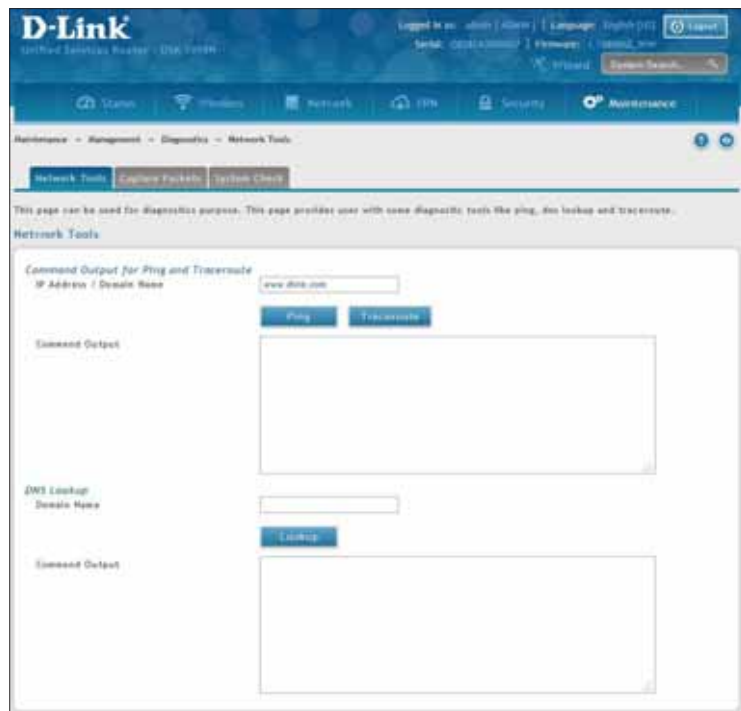 D-Link
Logged in as: admin (ADMIN) | Language: English [US]
Logout
Unified Services Router -
Serial: | Firmware:
Wizard
System Search...
Status
Wireless
Network
VPN
Security
Maintenance
Maintenance » Management » Diagnostics » Network Tools
Network Tools
Capture Packets
System Check
This page can be used for diagnostics purpose. This page provides user with some diagnostic tools like ping, dns lookup and traceroute.
Network Tools
Command Output for Ping and Traceroute
IP Address / Domain Name
www.dlink.com
Ping
Traceroute
Command Output
DNS Lookup
Domain Name
Lookup
Command Output